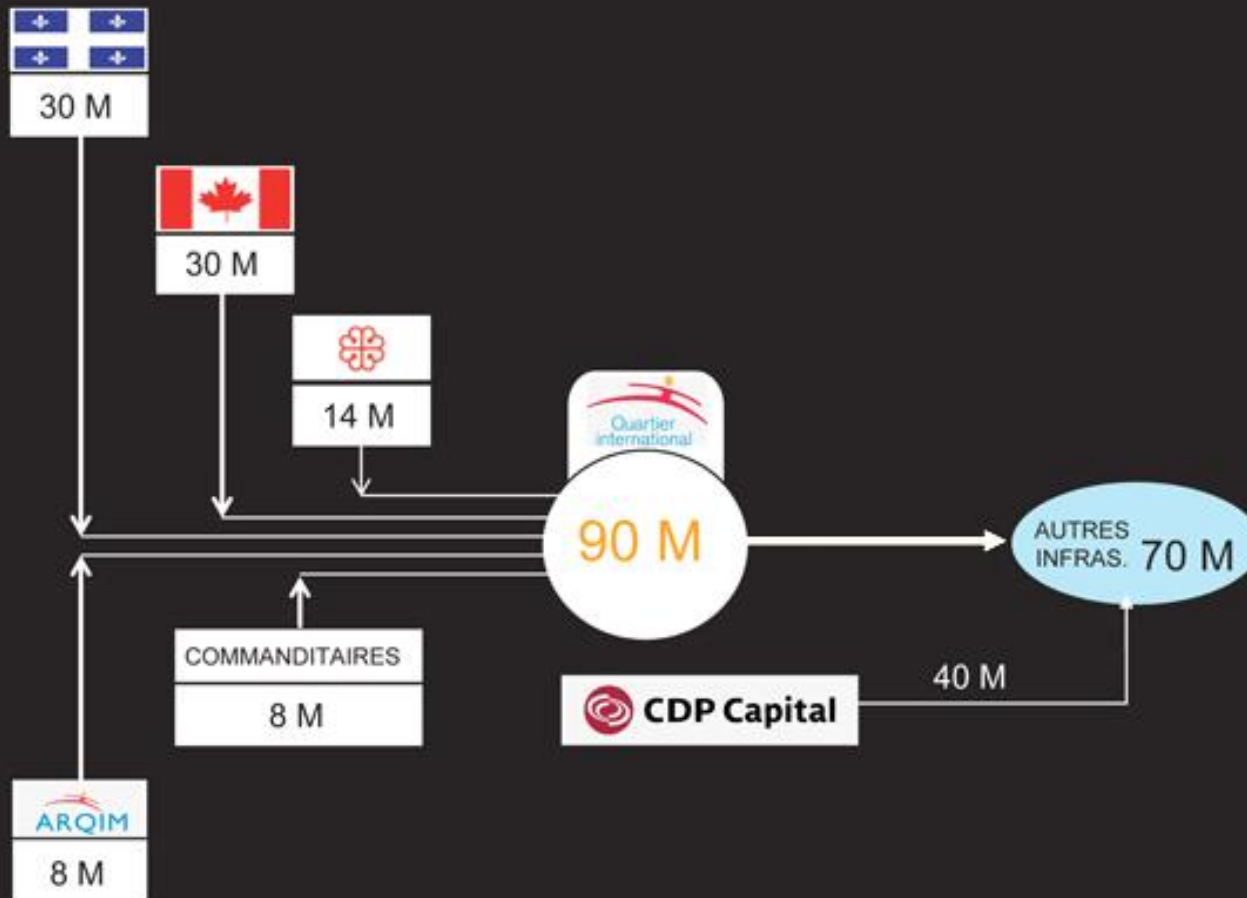 30 M
30 M
14 M
Quartier
international
90 M
AUTRES
INFRAS. 70 M
COMMANDITAIRES
8 M
CDP Capital
40 M
ARQIM
8 M